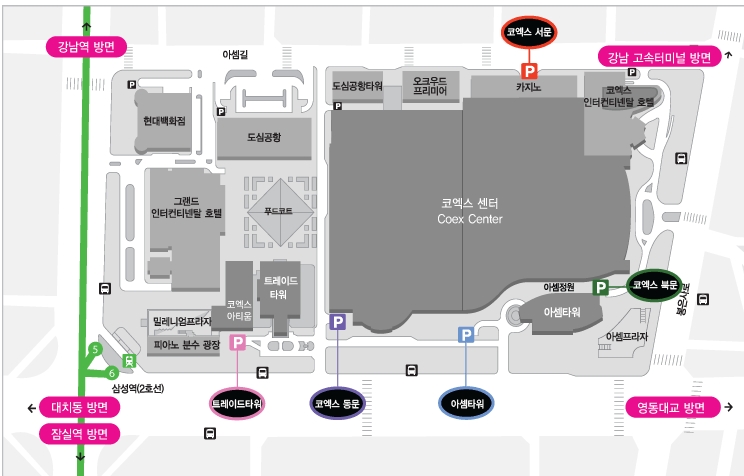 코엑스 서문
강남역 방면
아셈길
강남 고속터미널 방면
P
P
P
도심공항타워
오크우드
프리미어
카지노
코엑스
인터컨티넨탈 호텔
P
P
P
현대백화점
도심공항
그랜드
인터컨티넨탈 호텔
푸드코트
코엑스 센터
Coex Center
트레이드
타워
코엑스
아티움
아셈정원
P
코엑스 북문
봉은사로
밀레니엄프라자
P
아셈타워
아셈프라자
피아노 분수 광장
P
P
5
6
삼성역(2호선)
대치동 방면
트레이드타워
코엑스 동문
아셈타워
영동대교 방면
잠실역 방면